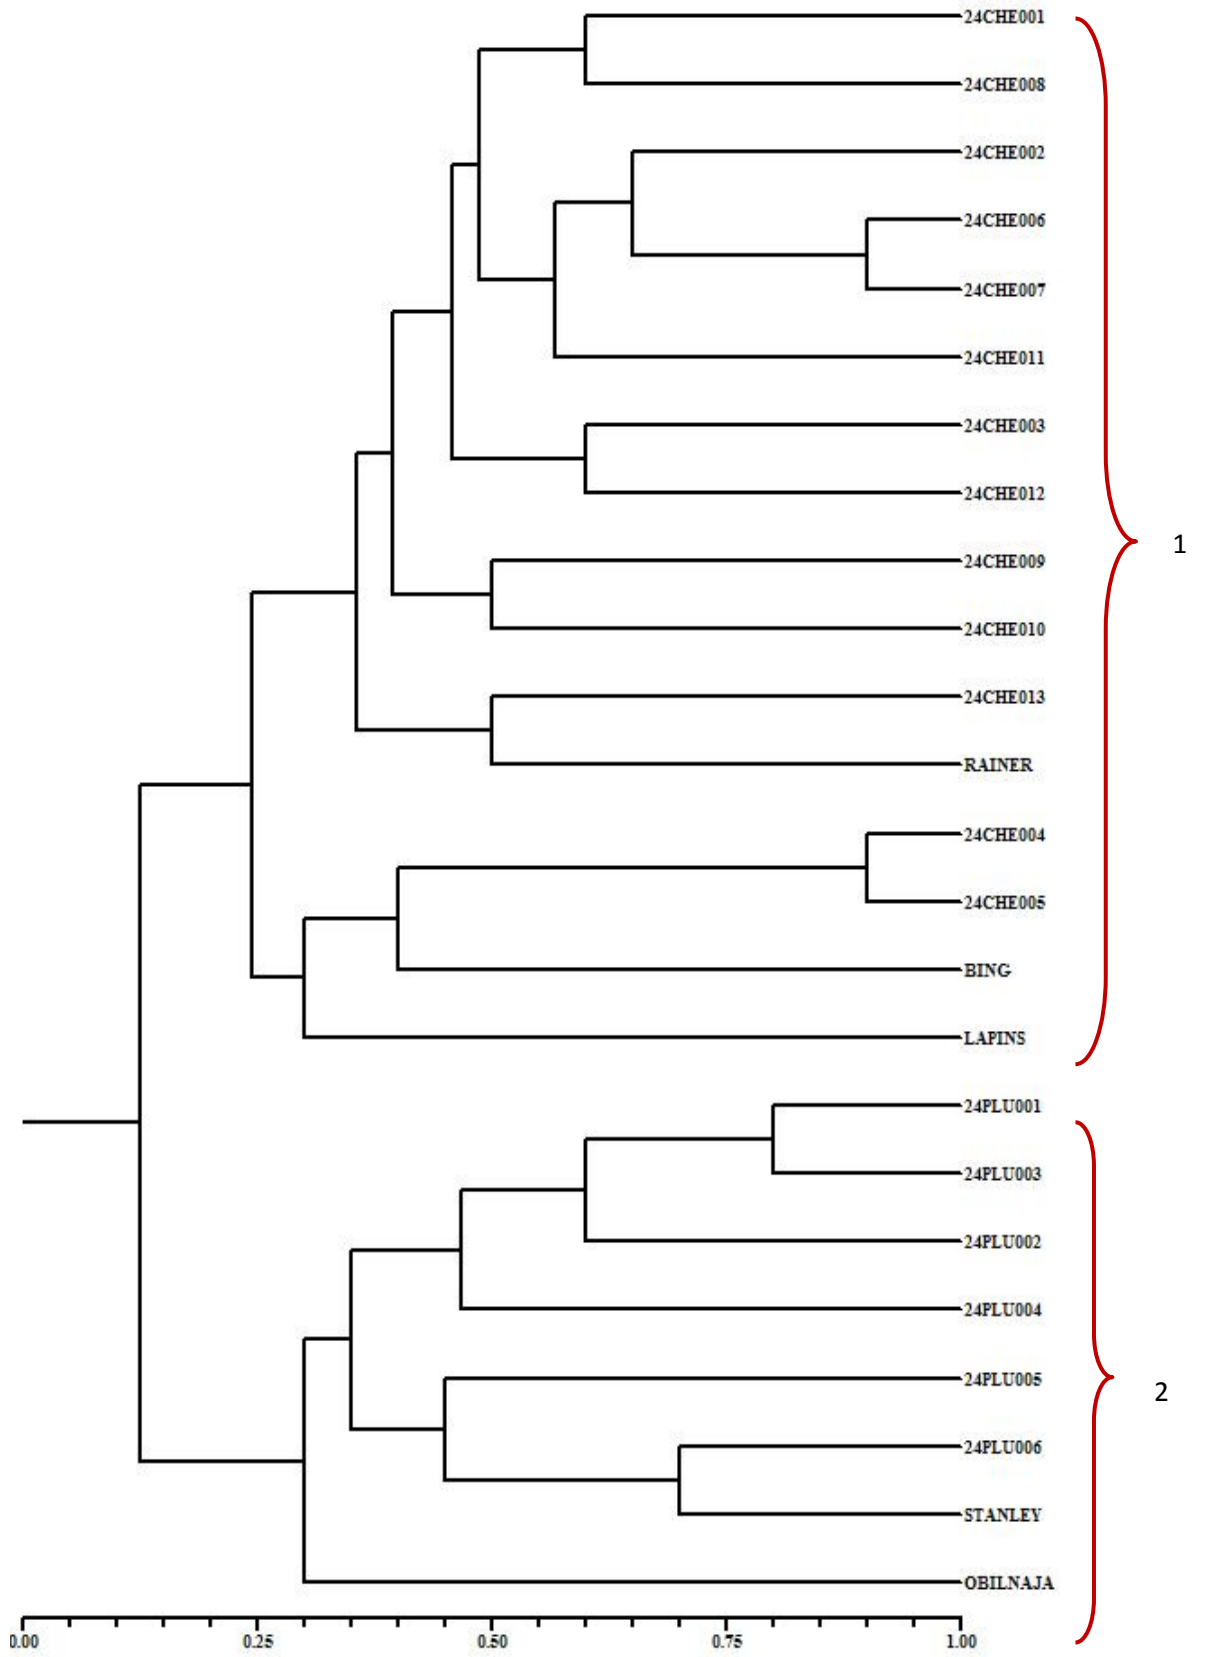 24CHE001
24CHE008
24CHE002
24CHE006
24CHE007
24CHE011
24CHE003
24CHE012
1
24CHE009
24CHE010
24CHE013
RAINER
24CHE004
24CHE005
BING
LAPINS
24PLU001
24PLU003
24PLU002
24PLU004
24PLU005
2
24PLU006
STANLEY
OBILNAJA
0.00 0.25 0.50 0.75 1.00